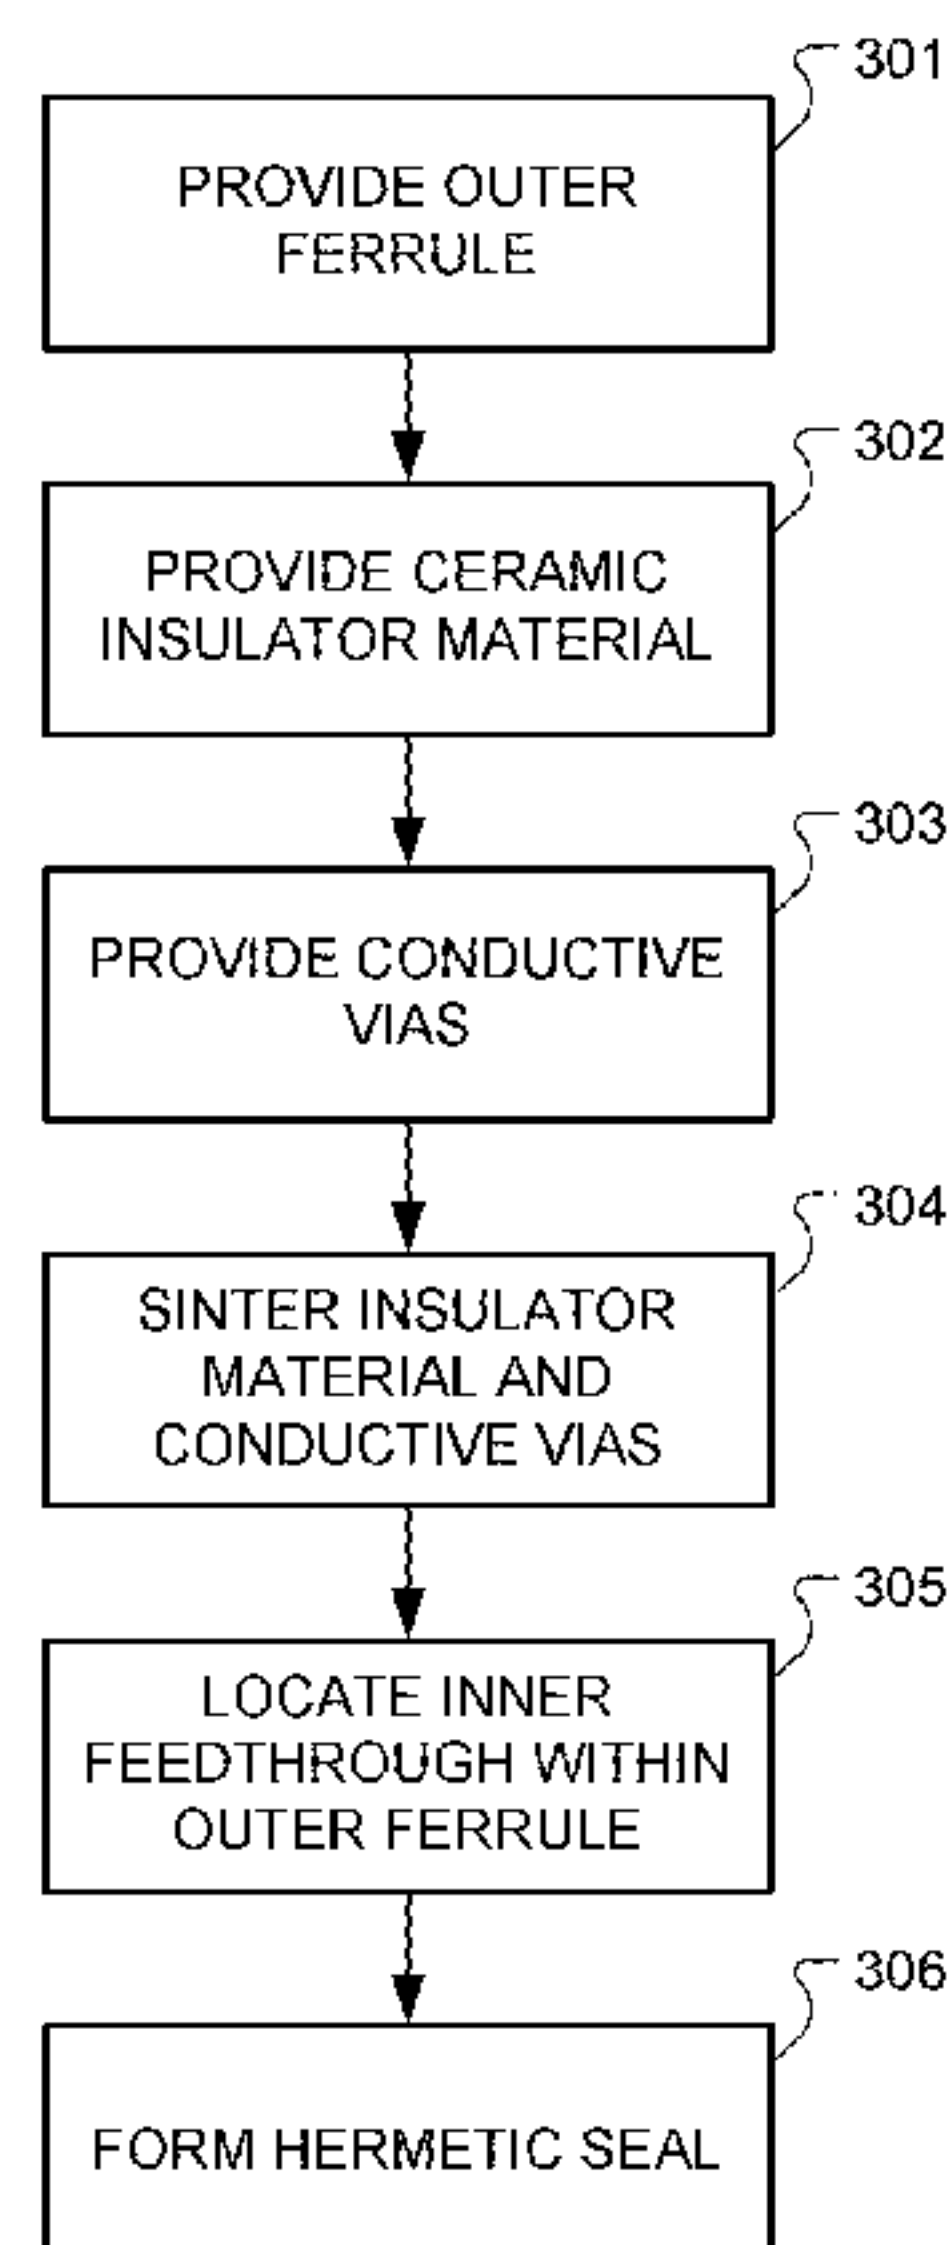 301
PROVIDE OUTER
FERRULE
302
PROVIDE CERAMIC
INSULATOR MATERIAL
303
PROVIDE CONDUCTIVE
VIAS
304
SINTER INSULATOR
MATERIAL AND
CONDUCTIVE VIAS
305
LOCATE INNER
FEEDTHROUGH WITHIN
OUTER FERRULE
306
FORM HERMETIC SEAL